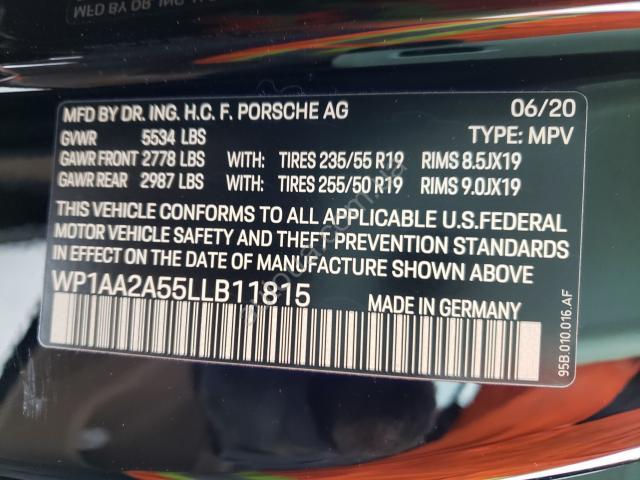 MFD BY DR. ING. H.C. F. PORSCHE AG 06/20
GVWR 5534 LBS TYPE: MPV
GAWR FRONT 2778 LBS WITH: TIRES 235/55 R19 RIMS 8.5JX19
GAWR REAR 2987 LBS WITH: TIRES 255/50 R19 RIMS 9.0JX19
THIS VEHICLE CONFORMS TO ALL APPLICABLE U.S.FEDERAL
MOTOR VEHICLE SAFETY AND THEFT PREVENTION STANDARDS
IN EFFECT ON THE DATE OF MANUFACTURE SHOWN ABOVE
WP1AA2A55LLB11815
MADE IN GERMANY
95B.010.016.AF